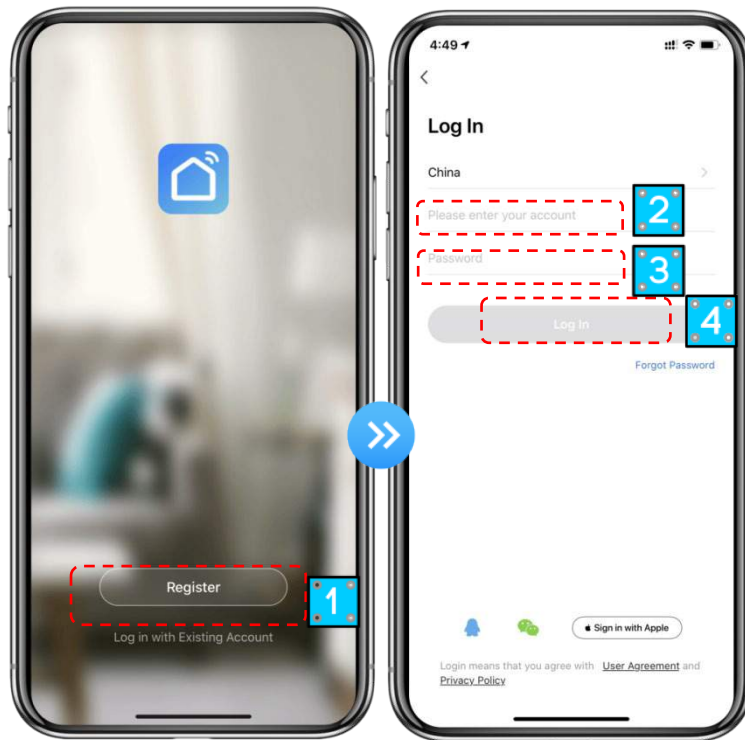 Register
1
Log in with Existing Account
4:49
Log In
China
Please enter your account
2
Password
3
Log In
4
Forgot Password
Sign in with Apple
Login means that you agree with User Agreement and
Privacy Policy